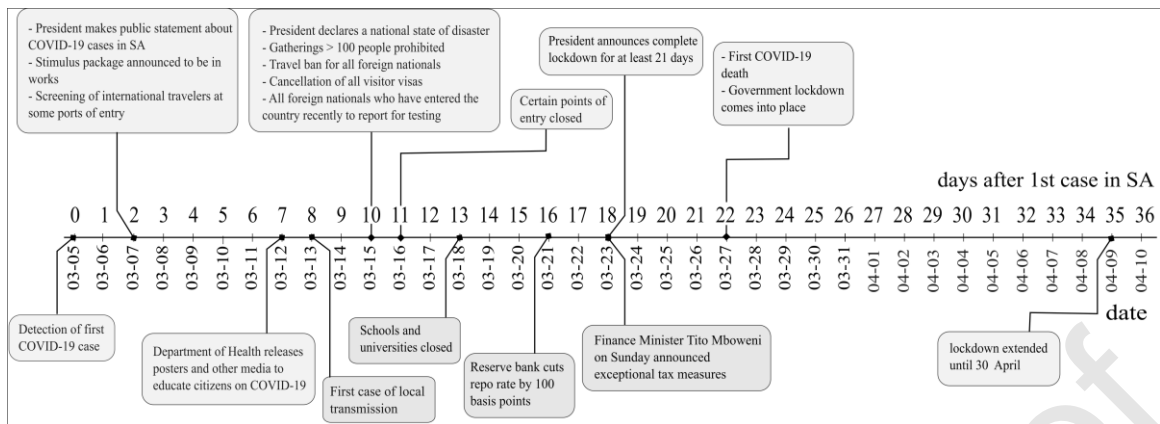 - President makes public statement about
COVID-19 cases in SA
- Stimulus package announced to be in
works
- Screening of international travelers at
some ports of entry
- President declares a national state of disaster
- Gatherings > 100 people prohibited
- Travel ban for all foreign nationals
- Cancellation of all visitor visas
- All foreign nationals who have entered the
country recently to report for testing
Certain points of
entry closed
President announces complete
lockdown for at least 21 days
- First COVID-19
death
- Government lockdown
comes into place
days after 1st case in SA
0 1 2 3 4 5 6 7 8 9 10 11 12 13 14 15 16 17 18 19 20 21 22 23 24 25 26 27 28 29 30 31 32 33 34 35 36
03-05 03-06 03-07 03-08 03-09 03-10 03-11 03-12 03-13 03-14 03-15 03-16 03-17 03-18 03-19 03-20 03-21 03-22 03-23 03-24 03-25 03-26 03-27 03-28 03-29 03-30 03-31 04-01 04-02 04-03 04-04 04-05 04-06 04-07 04-08 04-09 04-10
date
Detection of first
COVID-19 case
Department of Health releases
posters and other media to
educate citizens on COVID-19
First case of local
transmission
Schools and
universities closed
Reserve bank cuts
repo rate by 100
basis points
Finance Minister Tito Mboweni
on Sunday announced
exceptional tax measures
lockdown extended
until 30 April